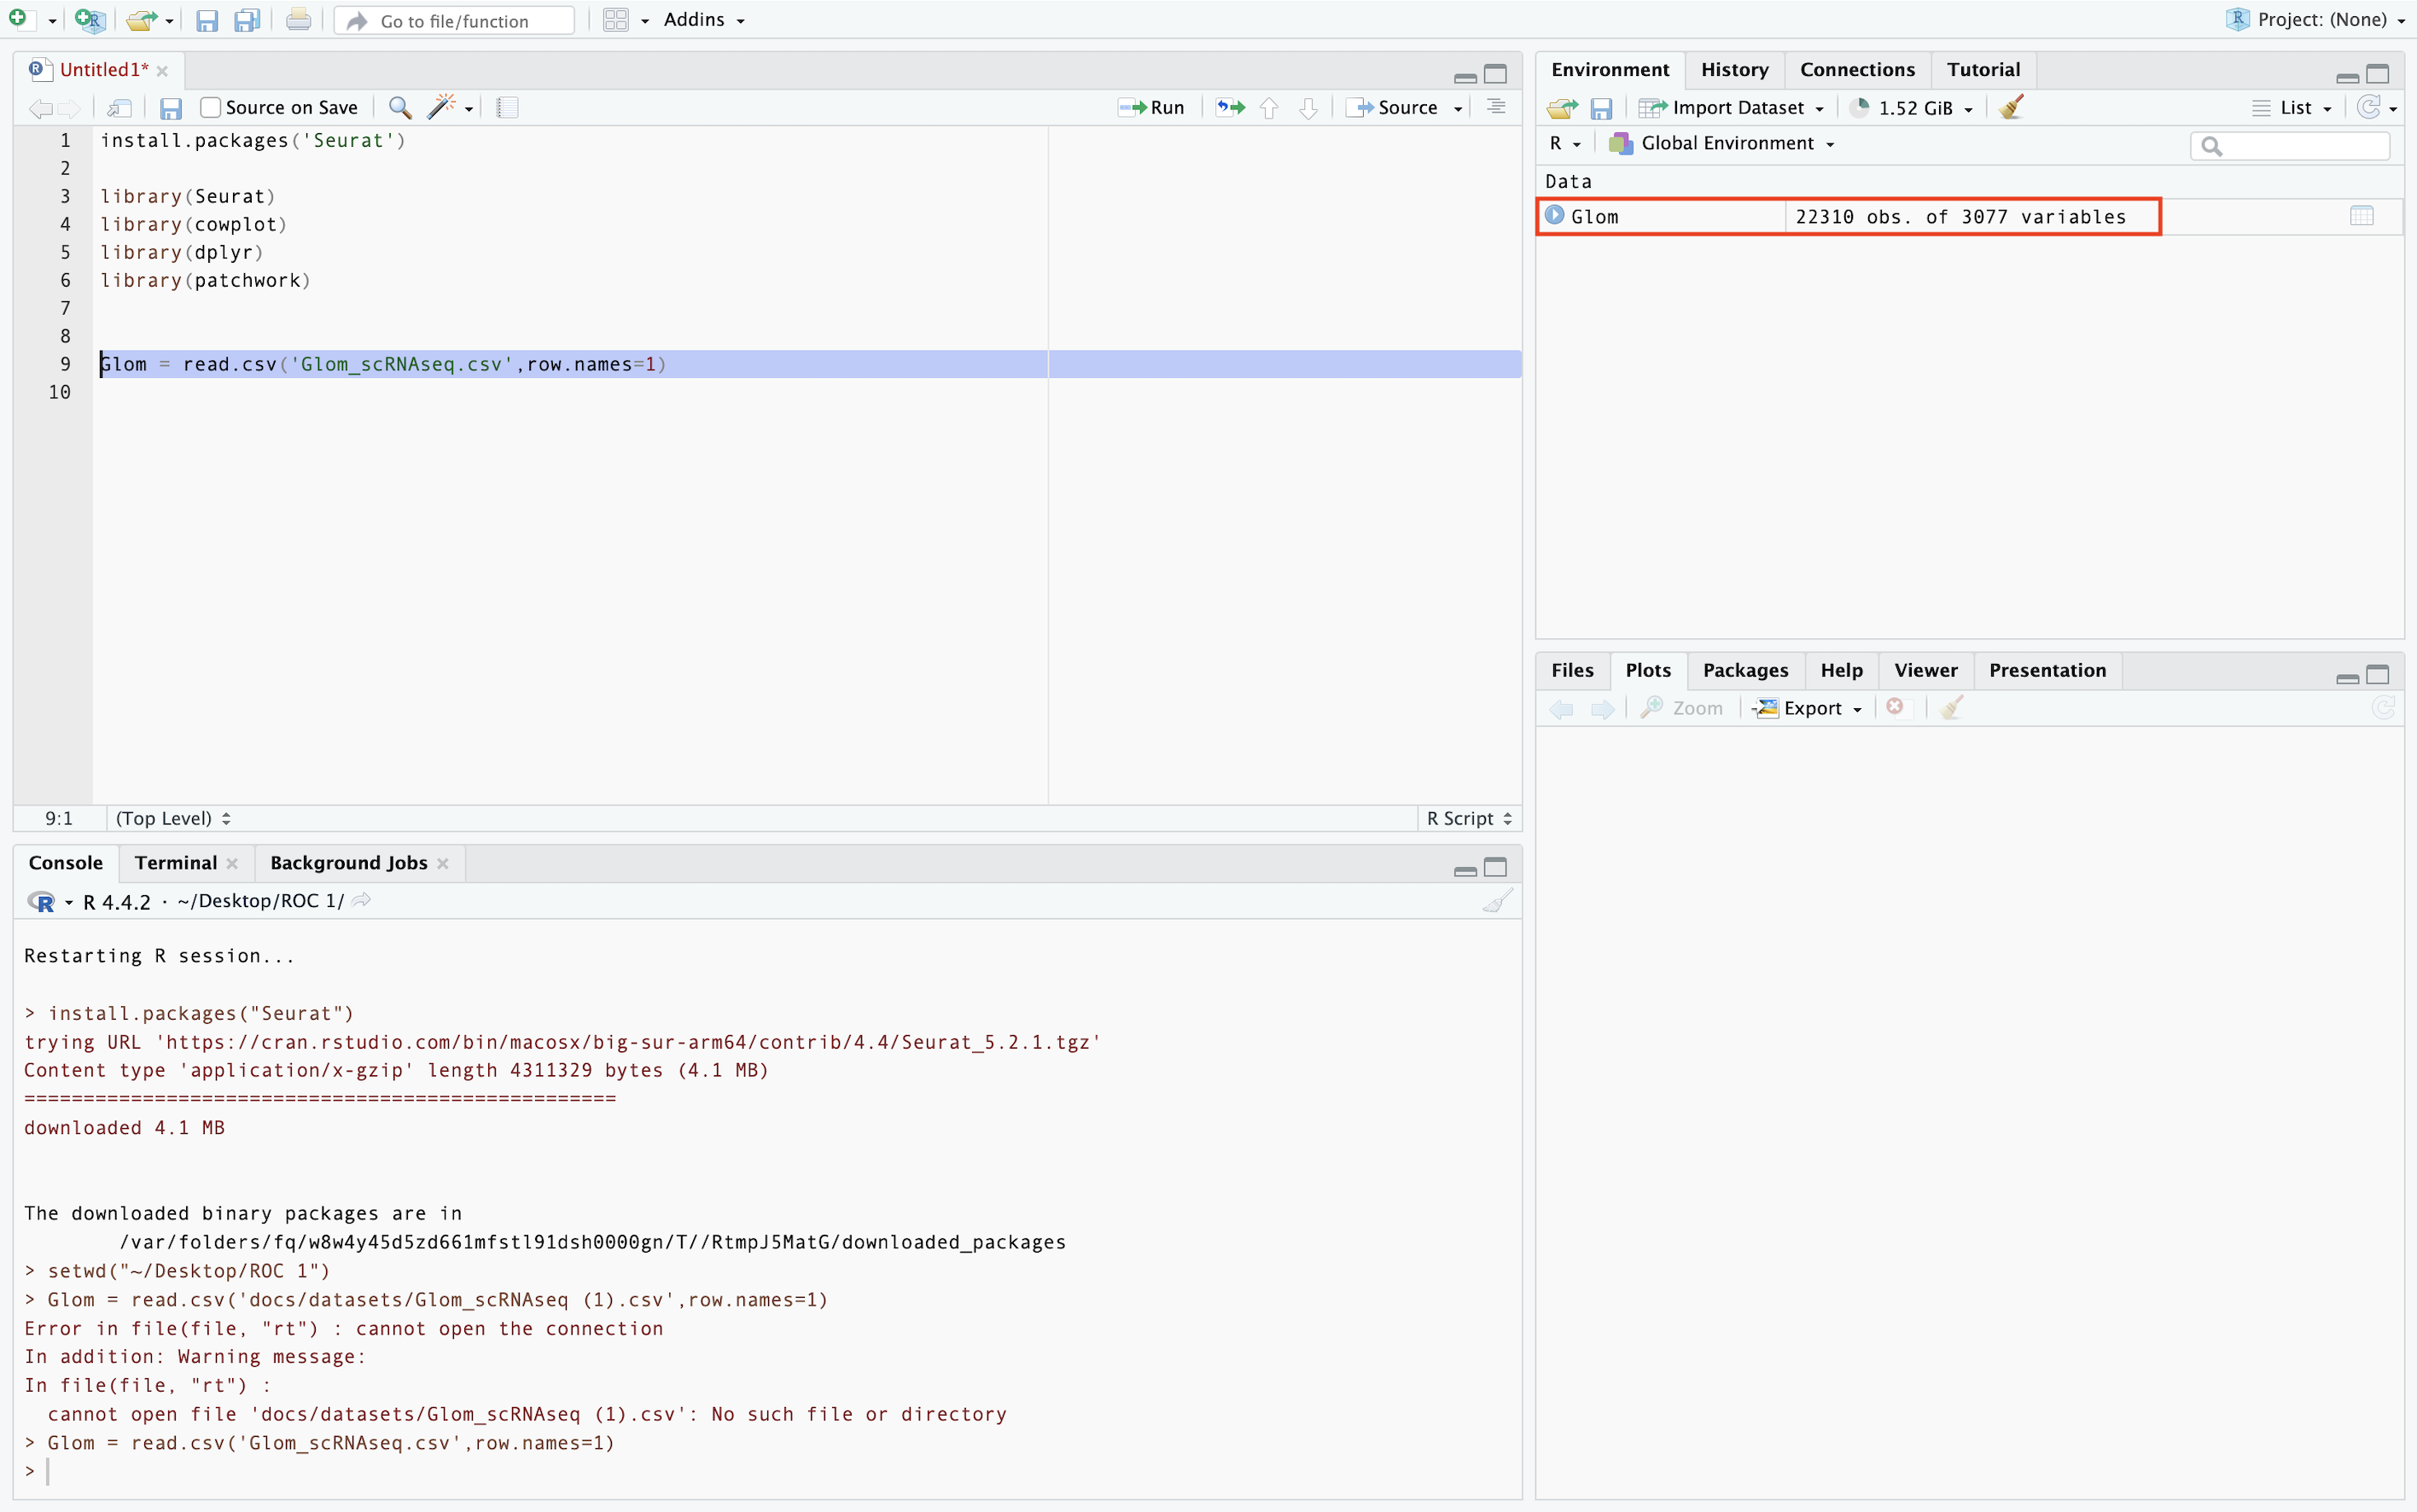 Go to file/function
Addins
Project: (None)
Untitled1*
Source on Save
Run
Source
1 install.packages('Seurat')
2
3 library(Seurat)
4 library(cowplot)
5 library(dplyr)
6 library(patchwork)
7
8
9 Glom = read.csv('Glom_scRNAseq.csv',row.names=1)
10
9:1 (Top Level) R Script
Console Terminal Background Jobs
R 4.4.2 · ~/Desktop/ROC 1/
Restarting R session...
> install.packages("Seurat")
trying URL 'https://cran.rstudio.com/bin/macosx/big-sur-arm64/contrib/4.4/Seurat_5.2.1.tgz'
Content type 'application/x-gzip' length 4311329 bytes (4.1 MB)
==================================================
downloaded 4.1 MB
The downloaded binary packages are in
/var/folders/fq/w8w4y45d5zd661mfstl91dsh0000gn/T//RtmpJ5MatG/downloaded_packages
> setwd("~/Desktop/ROC 1")
> Glom = read.csv('docs/datasets/Glom_scRNAseq (1).csv',row.names=1)
Error in file(file, "rt") : cannot open the connection
In addition: Warning message:
In file(file, "rt") :
cannot open file 'docs/datasets/Glom_scRNAseq (1).csv': No such file or directory
> Glom = read.csv('Glom_scRNAseq.csv',row.names=1)
>
Environment History Connections Tutorial
Import Dataset 1.52 GiB List
R Global Environment
Data
Glom 22310 obs. of 3077 variables
Files Plots Packages Help Viewer Presentation
Zoom Export